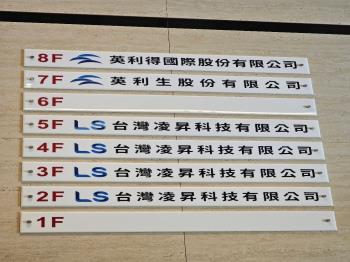 8F 英利得國際股份有限公司
7F 英利生股份有限公司
6F
5F LS 台灣凌昇科技有限公司
4F LS 台灣凌昇科技有限公司
3F LS 台灣凌昇科技有限公司
2F LS 台灣凌昇科技有限公司
1F